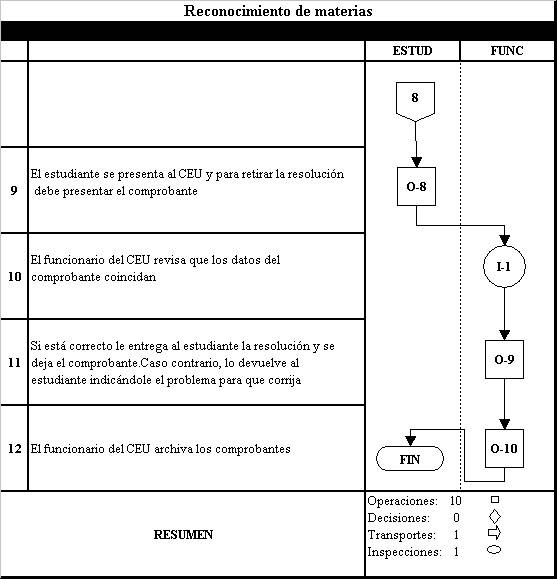 Reconocimiento de materias
ESTUD FUNC
8
9 El estudiante se presenta al CEU y para retirar la resolución
debe presentar el comprobante
O-8
10 El funcionario del CEU revisa que los datos del
comprobante coincidan
I-1
11 Si está correcto le entrega al estudiante la resolución y se
deja el comprobante.Caso contrario, lo devuelve al
estudiante indicándole el problema para que corrija
O-9
12 El funcionario del CEU archiva los comprobantes
FIN O-10
RESUMEN
Operaciones: 10
Decisiones: 0
Transportes: 1
Inspecciones: 1